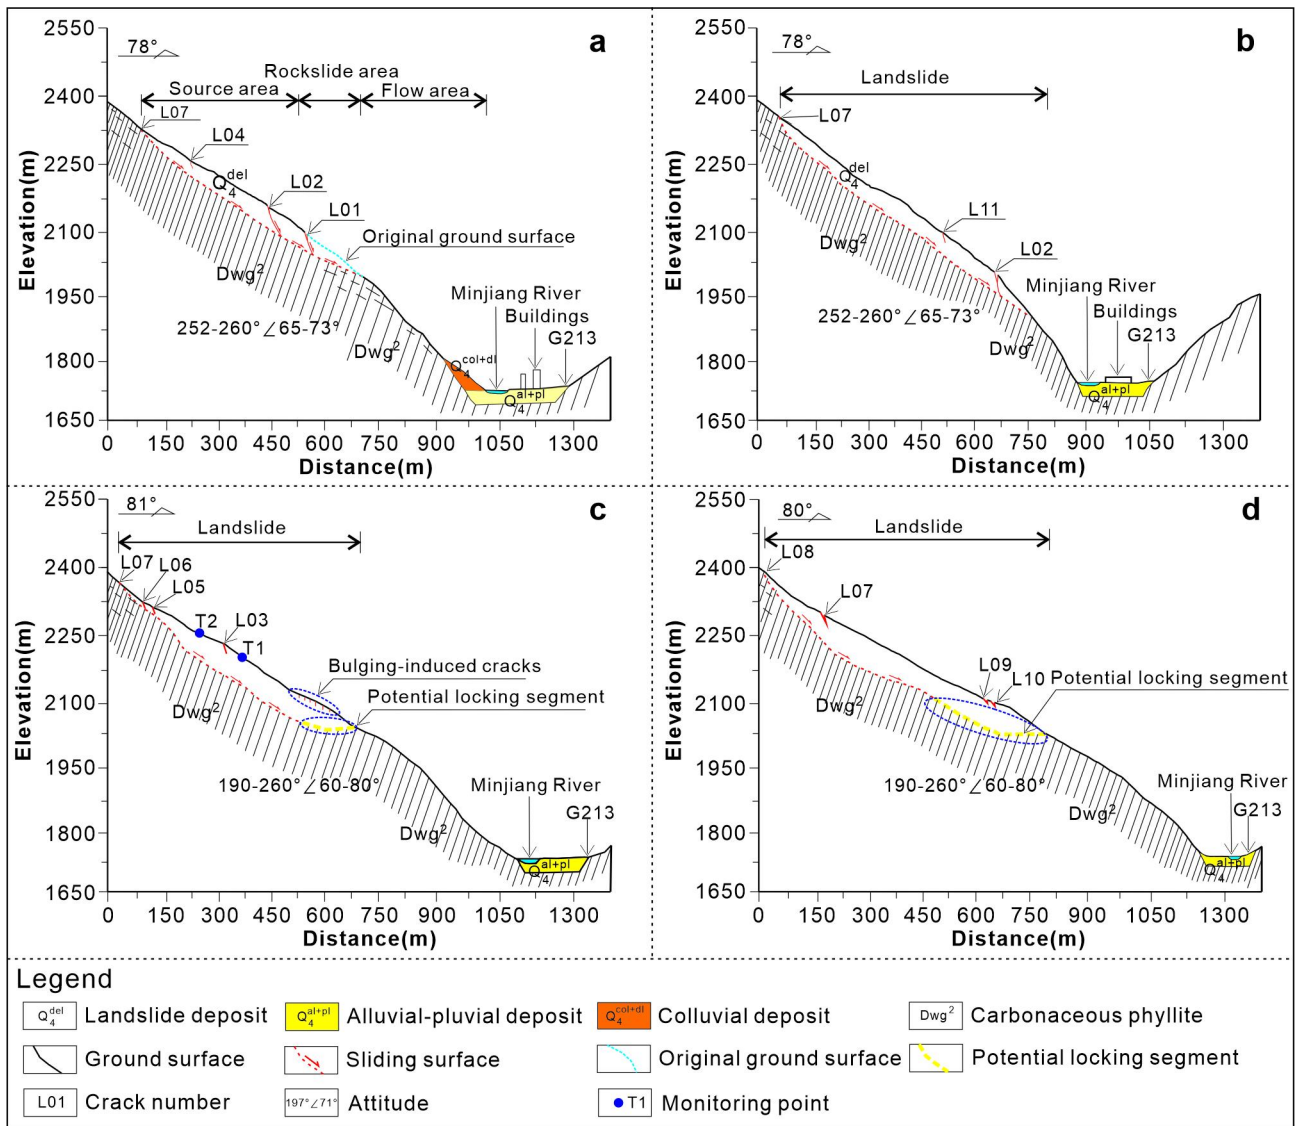 a
78°
Rockslide area
Source area
Flow area
L07
L04
Q4del
L02
L01
Original ground surface
Dwg2
Minjiang River
Buildings
252-260°∠65-73°
G213
Dwg2
Q4col+dl
Q4al+pl
2550
2400
2250
2100
1950
1800
1650
Elevation(m)
0 150 300 450 600 750 900 1050 1300
Distance(m)
b
78°
Landslide
L07
Q4del
L11
Dwg2
L02
Minjiang River
Buildings
252-260°∠65-73°
G213
Dwg2
Q4al+pl
2550
2400
2250
2100
1950
1800
1650
Elevation(m)
0 150 300 450 600 750 900 1050 1300
Distance(m)
c
81°
Landslide
L07
L06
L05
T2
L03
T1
Bulging-induced cracks
Potential locking segment
Dwg2
190-260°∠60-80°
Minjiang River
G213
Dwg2
Q4al+pl
2550
2400
2250
2100
1950
1800
1650
Elevation(m)
0 150 300 450 600 750 900 1050 1300
Distance(m)
d
80°
Landslide
L08
L07
L09
L10
Potential locking segment
Dwg2
190-260°∠60-80°
Minjiang River
G213
Dwg2
Q4al+pl
2550
2400
2250
2100
1950
1800
1650
Elevation(m)
0 150 300 450 600 750 900 1050 1300
Distance(m)
Legend
Q4del Landslide deposit
Q4al+pl Alluvial-pluvial deposit
Q4col+dl Colluvial deposit
Dwg2 Carbonaceous phyllite
Ground surface
Sliding surface
Original ground surface
Potential locking segment
L01 Crack number
197°∠71° Attitude
T1 Monitoring point